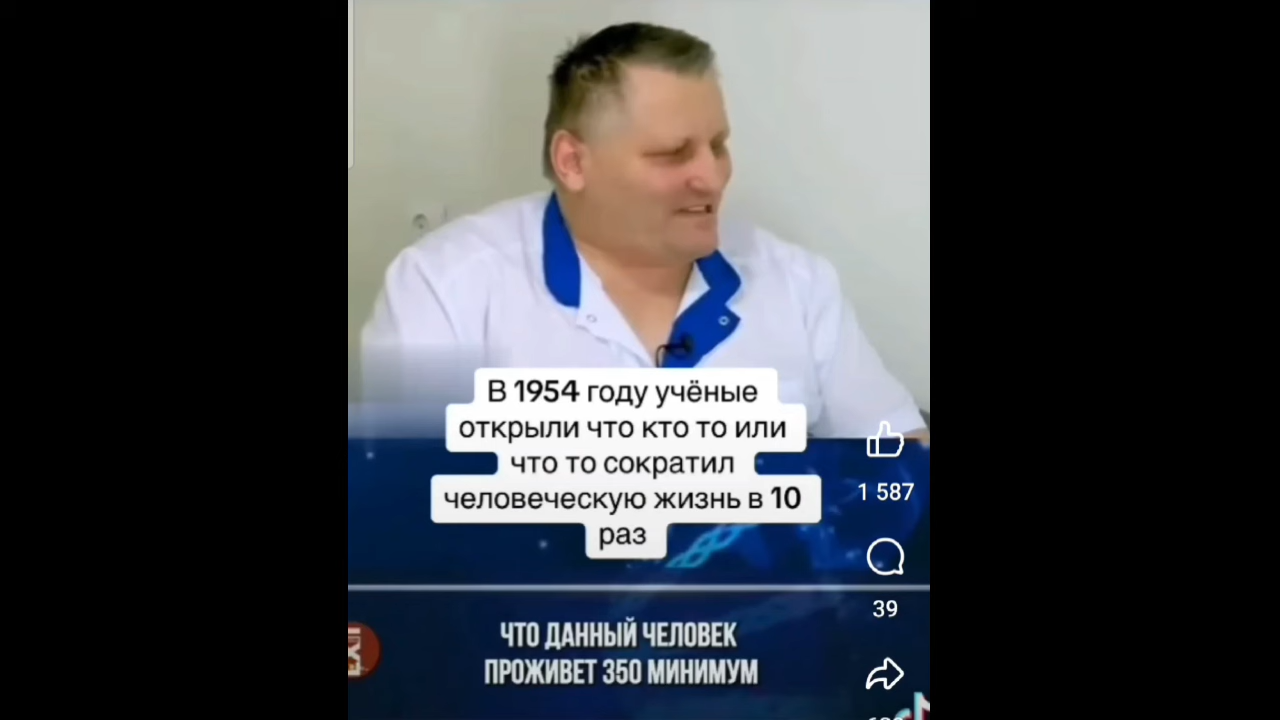 В 1954 году учёные
открыли что кто то или
что то сократил
человеческую жизнь в 10
раз
1 587
39
ЧТО ДАННЫЙ ЧЕЛОВЕК
ПРОЖИВЕТ 350 МИНИМУМ